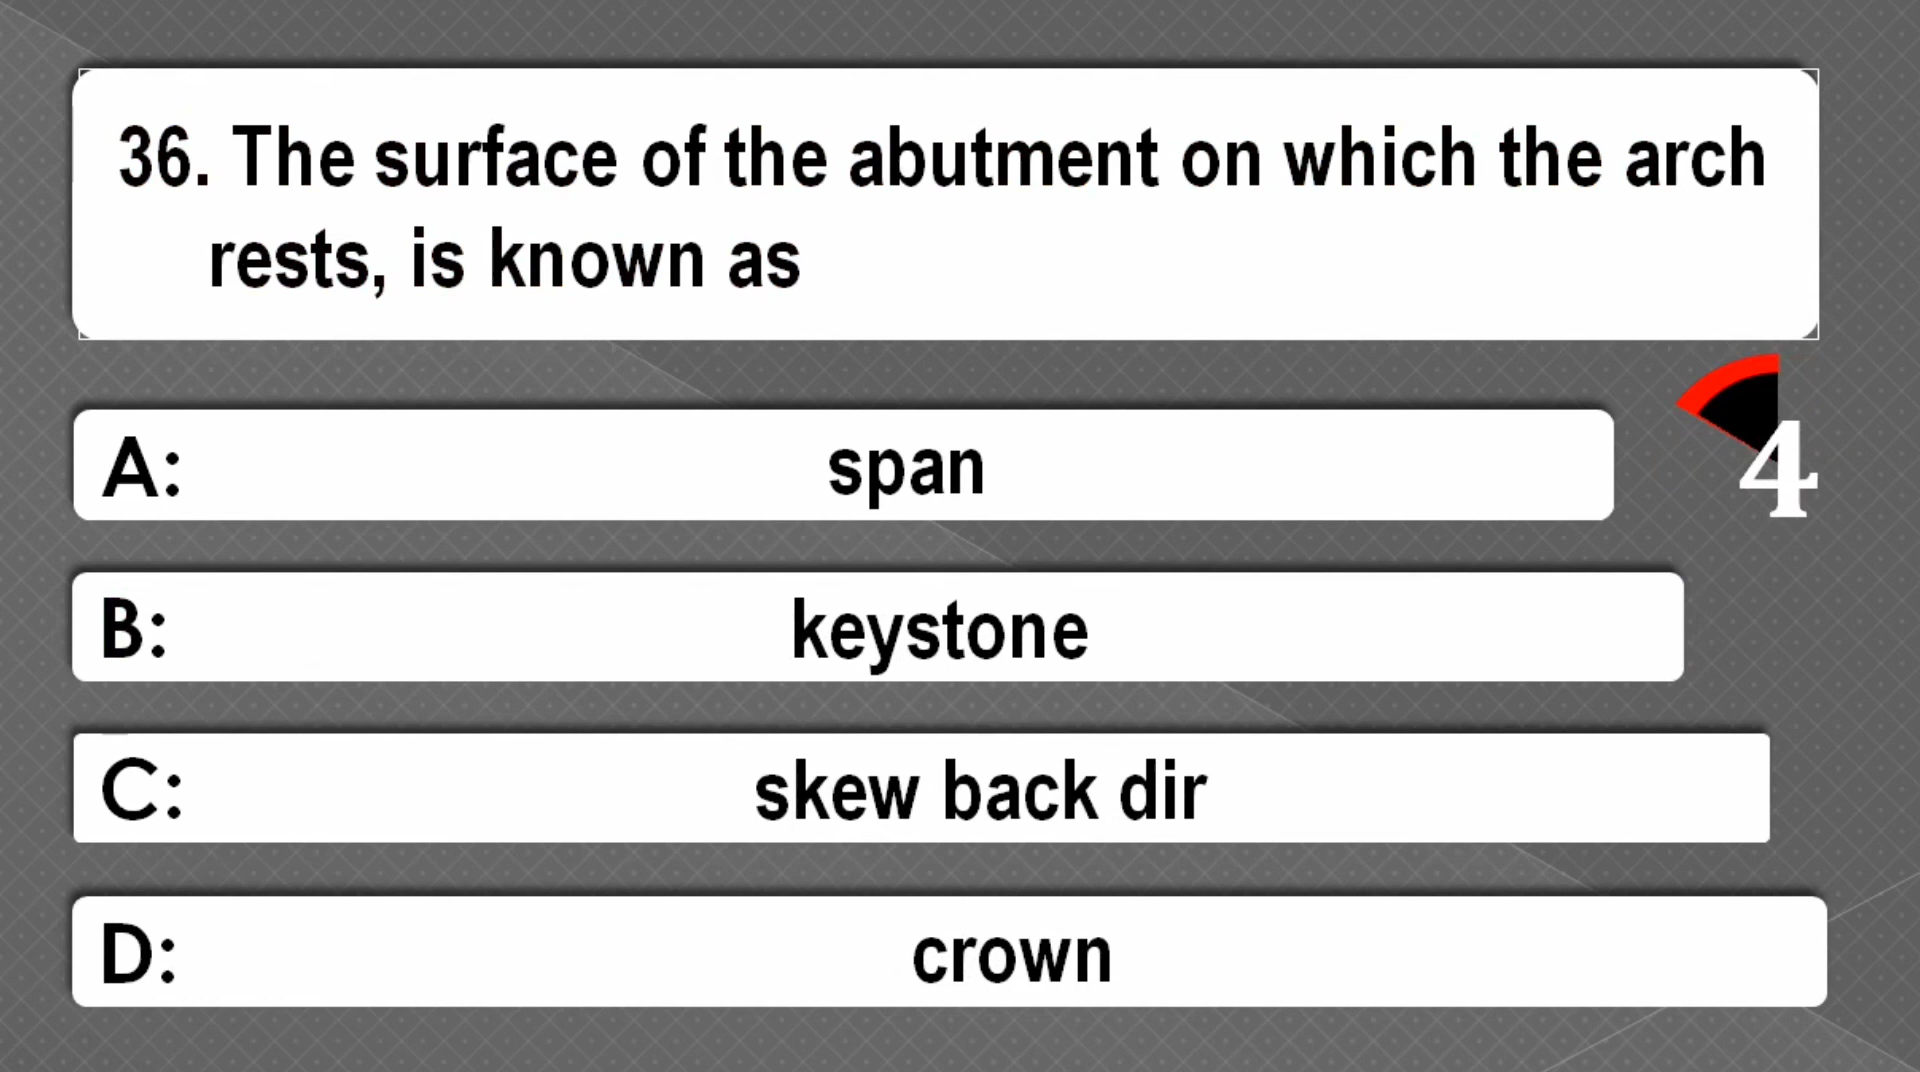 36. The surface of the abutment on which the arch
rests, is known as
A: span
4
B: keystone
C: skew back dir
D: crown